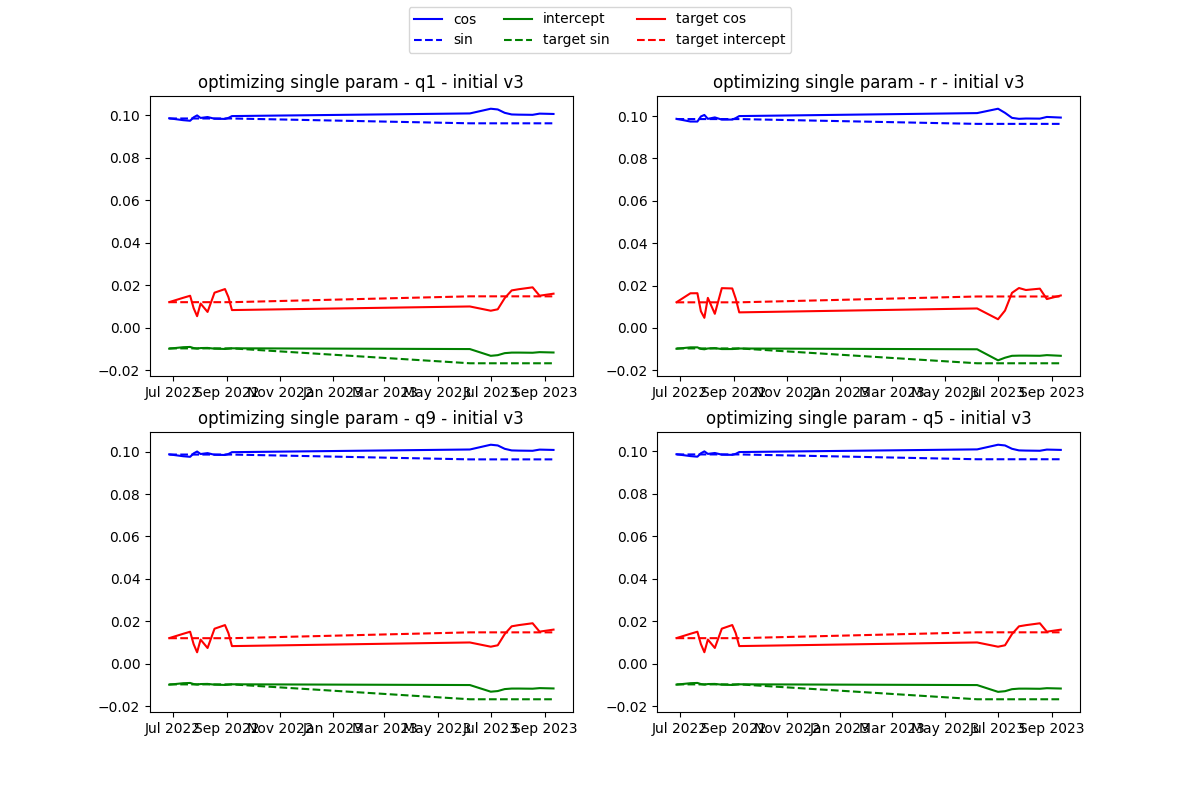 cos intercept target cos
sin target sin target intercept
optimizing single param - q1 - initial v3
optimizing single param - r - initial v3
0.10
0.08
0.06
0.04
0.02
0.00
−0.02
Jul 2022 Sep 2022 Nov 2022 Jan 2023 Mar 2023 May 2023 Jul 2023 Sep 2023
0.10
0.08
0.06
0.04
0.02
0.00
−0.02
Jul 2022 Sep 2022 Nov 2022 Jan 2023 Mar 2023 May 2023 Jul 2023 Sep 2023
optimizing single param - q9 - initial v3
optimizing single param - q5 - initial v3
0.10
0.08
0.06
0.04
0.02
0.00
−0.02
Jul 2022 Sep 2022 Nov 2022 Jan 2023 Mar 2023 May 2023 Jul 2023 Sep 2023
0.10
0.08
0.06
0.04
0.02
0.00
−0.02
Jul 2022 Sep 2022 Nov 2022 Jan 2023 Mar 2023 May 2023 Jul 2023 Sep 2023